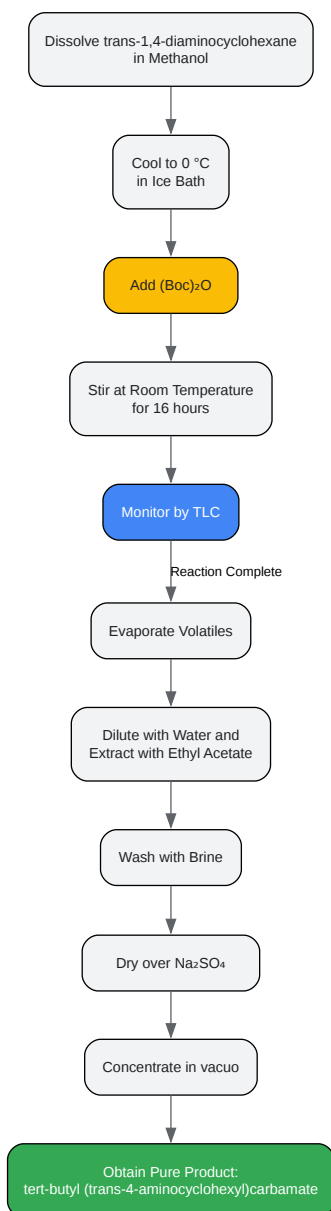 Dissolve trans-1,4-diaminocyclohexane
in Methanol
Cool to 0 °C
in Ice Bath
Add (Boc)₂O
Stir at Room Temperature
for 16 hours
Monitor by TLC
Reaction Complete
Evaporate Volatiles
Dilute with Water and
Extract with Ethyl Acetate
Wash with Brine
Dry over Na₂SO₄
Concentrate in vacuo
Obtain Pure Product:
tert-butyl (trans-4-aminocyclohexyl)carbamate